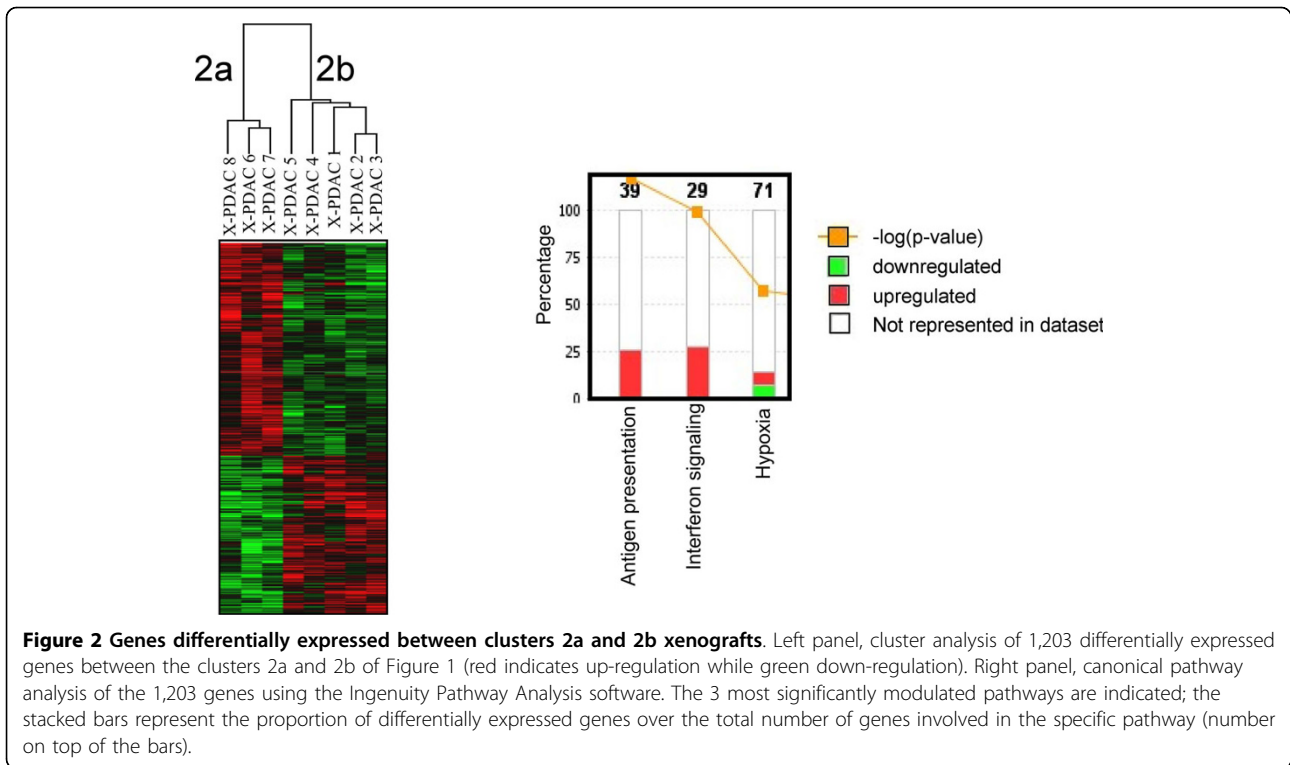 2a 2b
X-PDAC 8
X-PDAC 6
X-PDAC 7
X-PDAC 5
X-PDAC 4
X-PDAC 1
X-PDAC 2
X-PDAC 3
39 29 71
Percentage
100
75
50
25
0
Antigen presentation
Interferon signaling
Hypoxia
-log(p-value)
downregulated
upregulated
Not represented in dataset
Figure 2 Genes differentially expressed between clusters 2a and 2b xenografts. Left panel, cluster analysis of 1,203 differentially expressed
genes between the clusters 2a and 2b of Figure 1 (red indicates up-regulation while green down-regulation). Right panel, canonical pathway
analysis of the 1,203 genes using the Ingenuity Pathway Analysis software. The 3 most significantly modulated pathways are indicated; the
stacked bars represent the proportion of differentially expressed genes over the total number of genes involved in the specific pathway (number
on top of the bars).